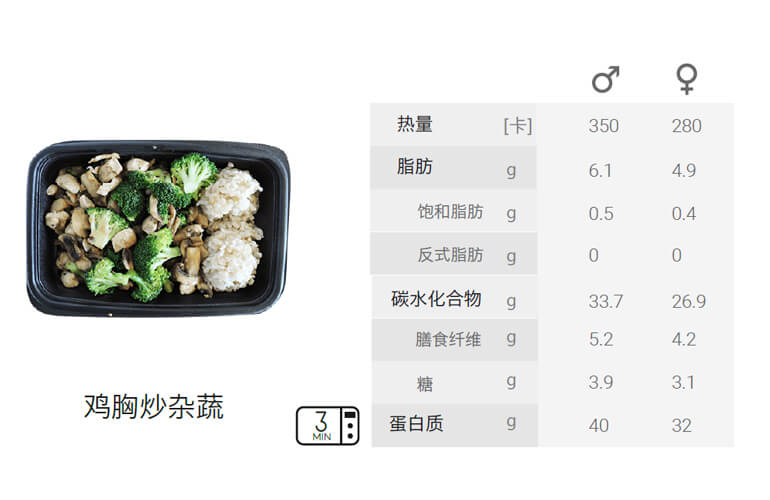 ♂ ♀
热量 [卡] 350 280
脂肪 g 6.1 4.9
饱和脂肪 g 0.5 0.4
反式脂肪 g 0 0
碳水化合物 g 33.7 26.9
膳食纤维 g 5.2 4.2
糖 g 3.9 3.1
蛋白质 g 40 32
鸡胸炒杂蔬
3
MIN